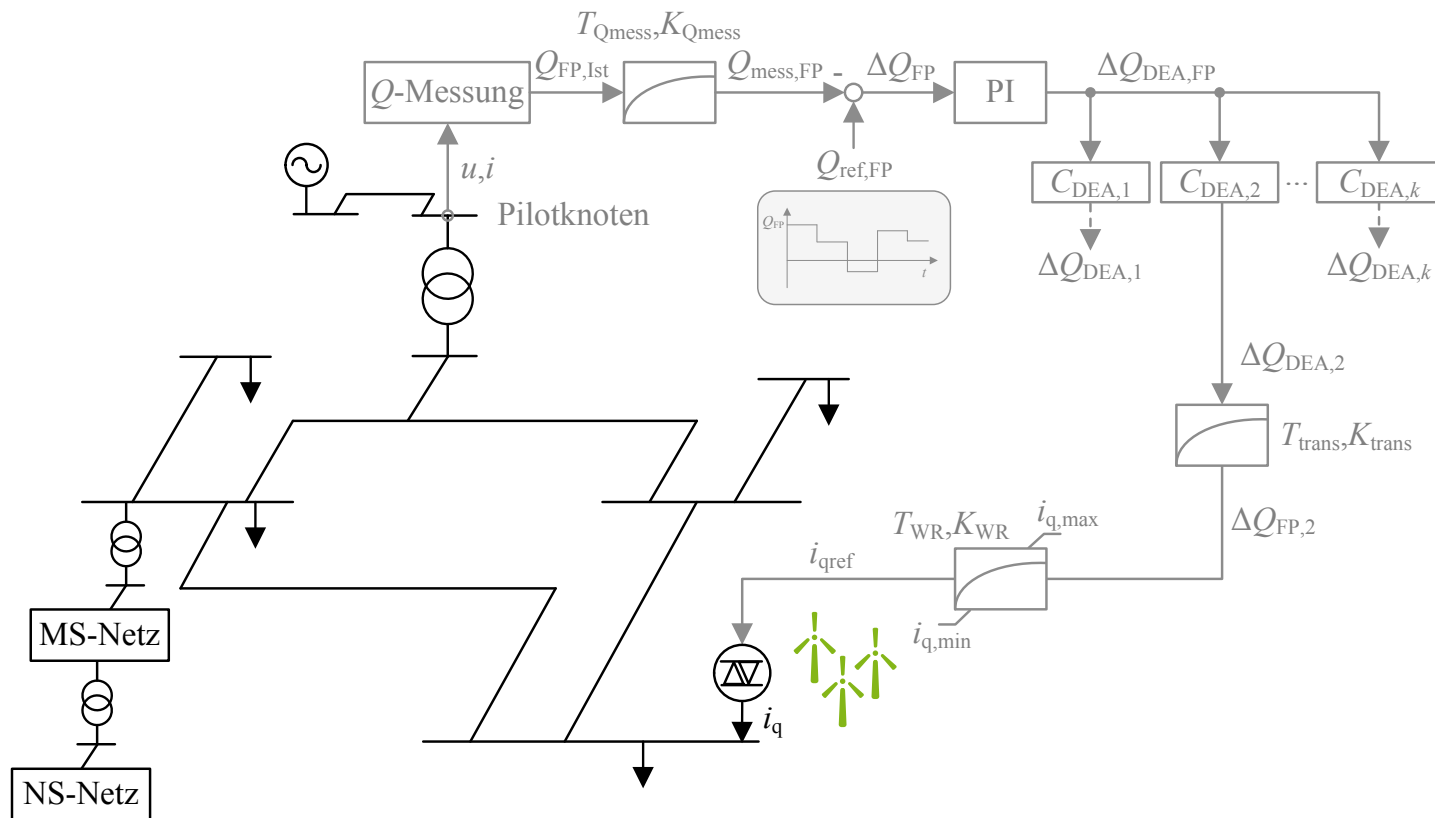 T_Qmess,K_Qmess
Q-Messung
Q_FP,Ist
Q_mess,FP
-
ΔQ_FP
PI
ΔQ_DEA,FP
u,i
Q_ref,FP
C_DEA,1
C_DEA,2
...
C_DEA,k
Pilotknoten
Q_FP
t
ΔQ_DEA,1
ΔQ_DEA,k
ΔQ_DEA,2
T_trans,K_trans
ΔQ_FP,2
i_q,max
T_WR,K_WR
i_qref
i_q,min
MS-Netz
i_q
NS-Netz